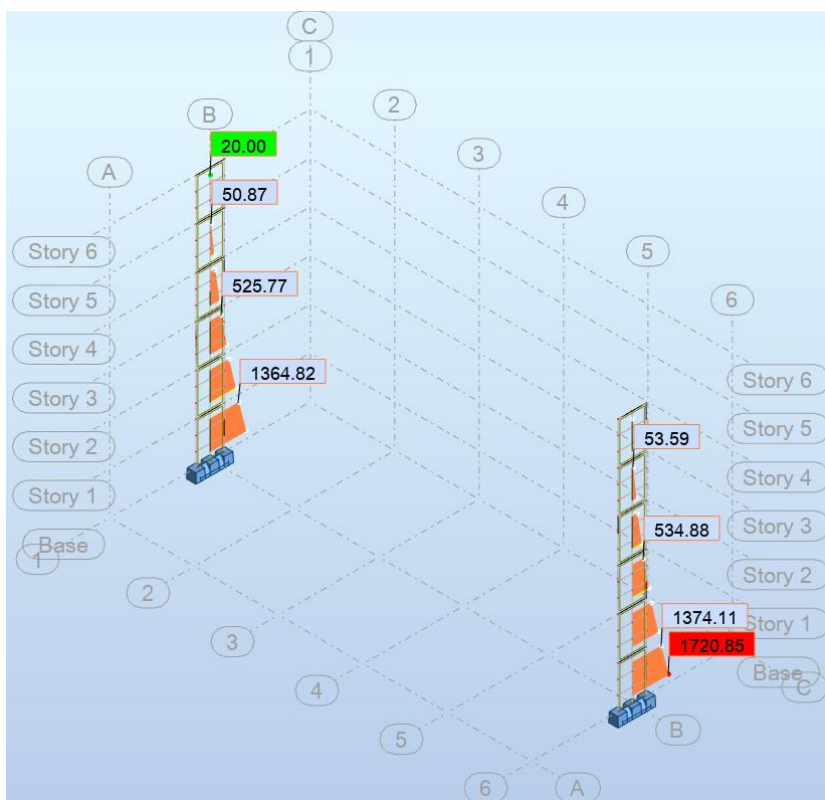 C
1
2
B
20.00
3
A
50.87
4
5
Story 6
525.77
6
Story 5
Story 4
1364.82
Story 6
Story 3
Story 5
Story 2
53.59
Story 4
Story 1
Story 3
534.88
Base
1
Story 2
2
1374.11
Story 1
3
1720.85
Base
4
C
B
5
6
A